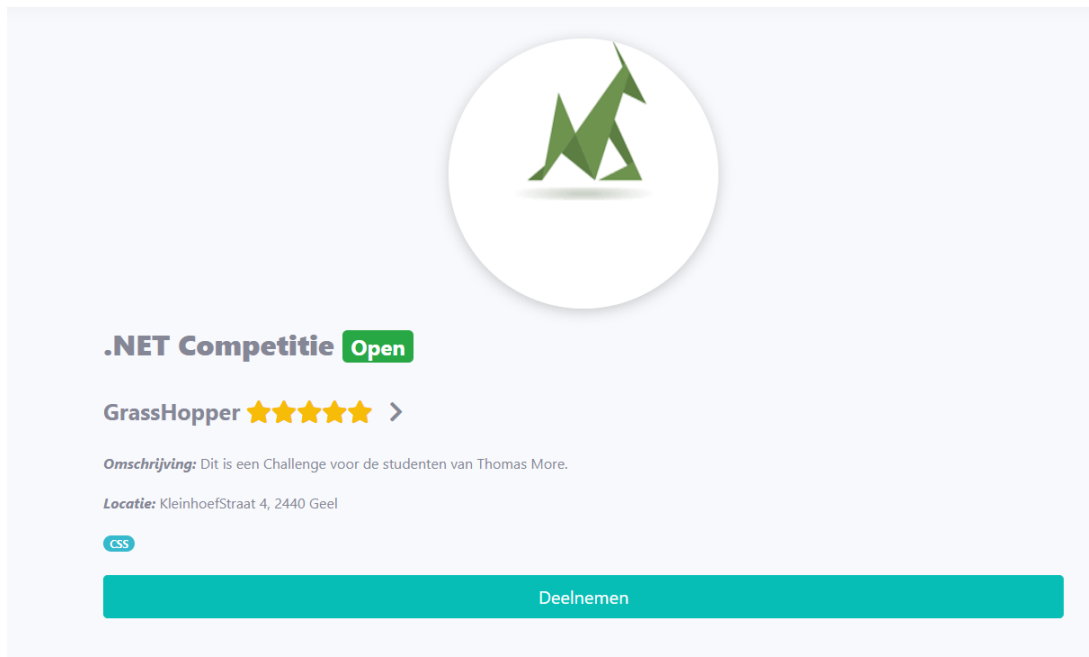 .NET Competitie Open
GrassHopper
Omschrijving: Dit is een Challenge voor de studenten van Thomas More.
Locatie: KleinhoefStraat 4, 2440 Geel
CSS
Deelnemen